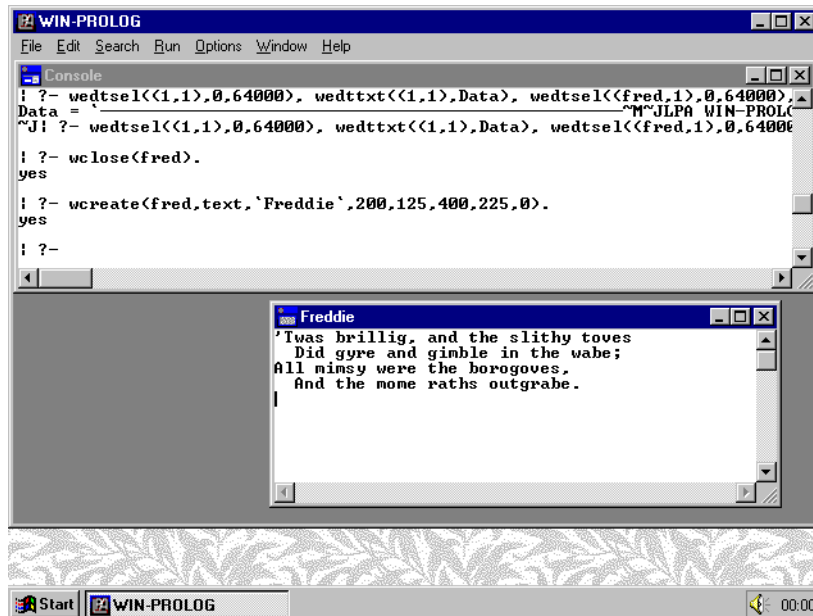 WIN-PROLOG
File Edit Search Run Options Window Help
Console
| ?- wedtsel((1,1),0,64000), wedttxt((1,1),Data), wedtsel((fred,1),0,64000),
Data = `~M~JLPA WIN-PROLO
~J| ?- wedtsel((1,1),0,64000), wedttxt((1,1),Data), wedtsel((fred,1),0,64000
| ?- wclose(fred).
yes
| ?- wcreate(fred,text,`Freddie`,200,125,400,225,0).
yes
| ?-
Freddie
'Twas brillig, and the slithy toves
Did gyre and gimble in the wabe;
All mimsy were the borogoves,
And the mome raths outgrabe.
Start WIN-PROLOG 00:00